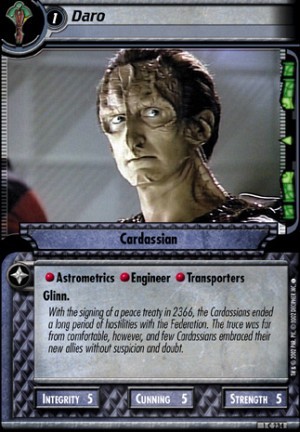 1 Daro
Cardassian
Astrometrics Engineer Transporters
Glinn.
With the signing of a peace treaty in 2366, the Cardassians ended
a long period of hostilities with the Federation. The truce was far
from comfortable, however, and few Cardassians embraced their
new allies without suspicion and doubt.
INTEGRITY 5 CUNNING 5 STRENGTH 5
1 C 234